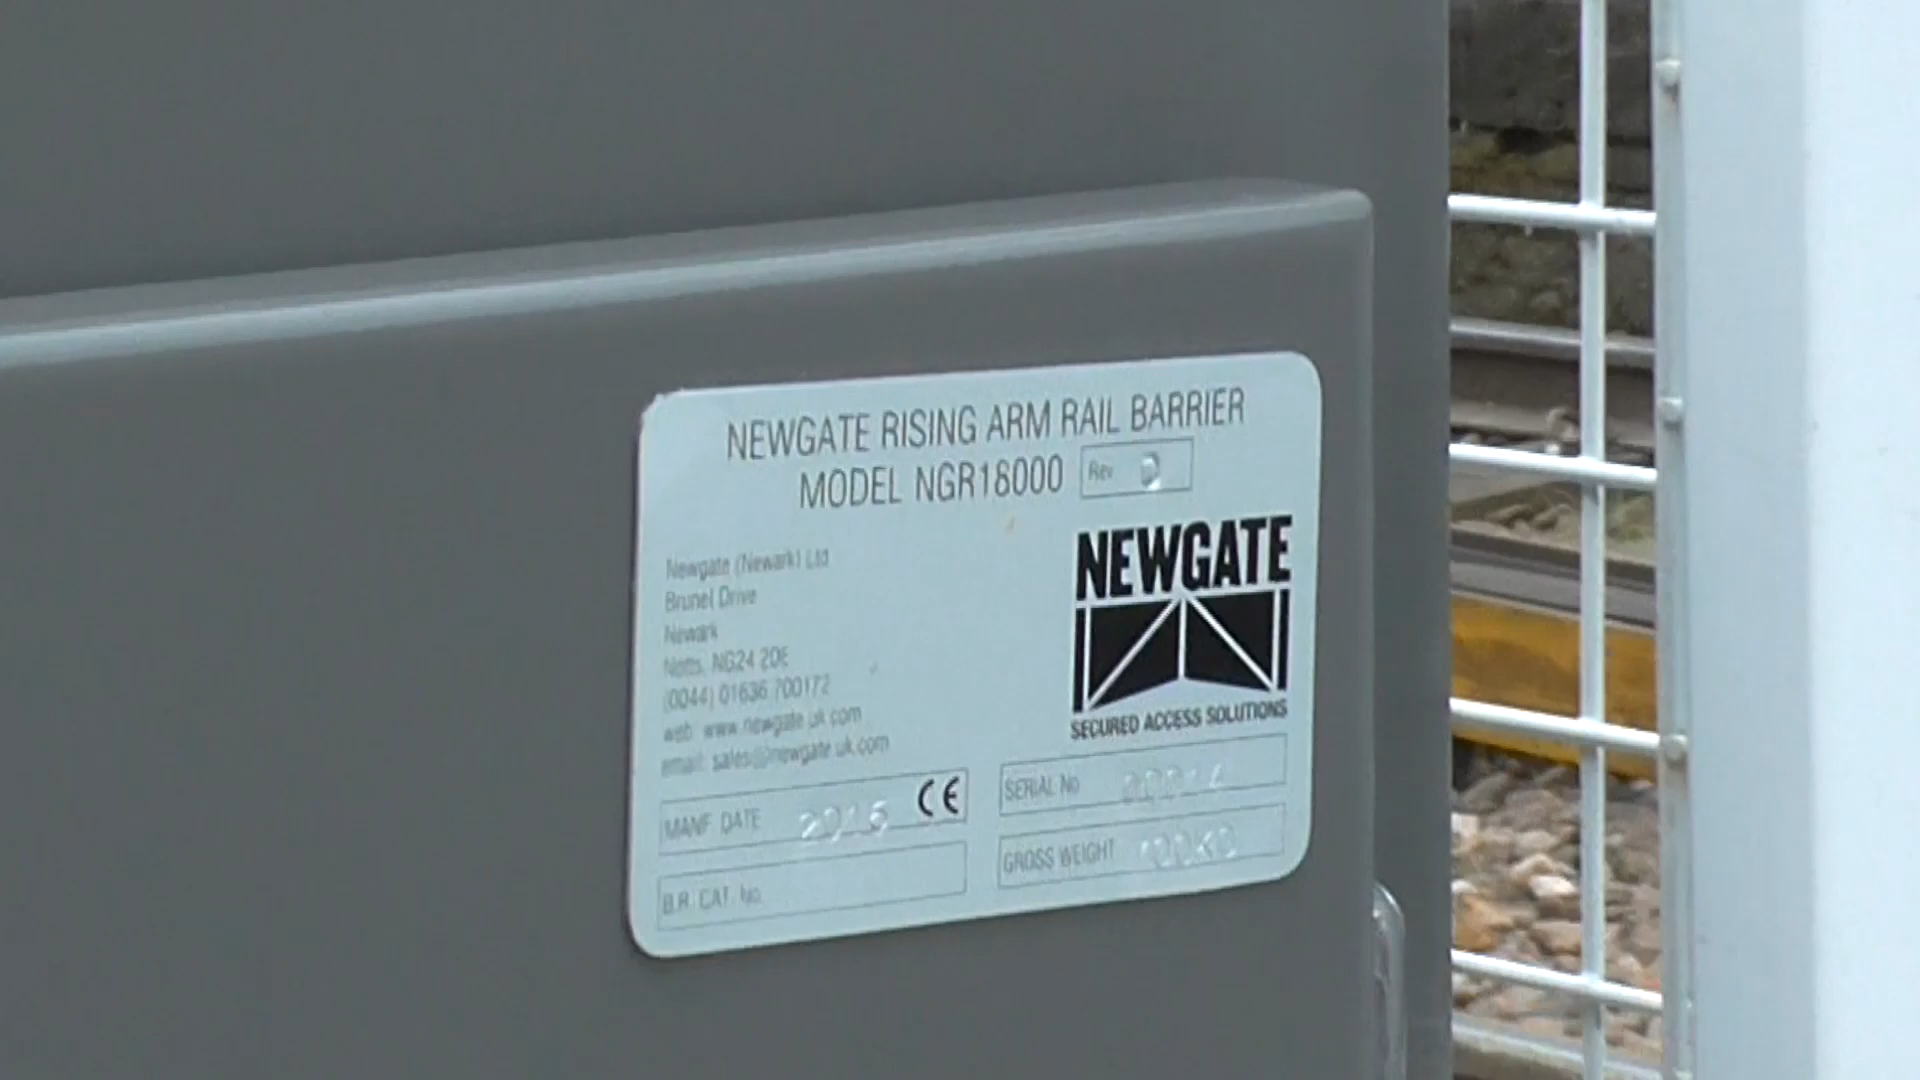 NEWGATE RISING ARM RAIL BARRIER
MODEL NGR18000 Rev
Newgate (Newark) Ltd
Brunel Drive
Newark
Notts, NG24 2DE
(0044) 01636 700172
web: www.newgate.uk.com
email: sales@newgate.uk.com
NEWGATE
SECURED ACCESS SOLUTIONS
MANF. DATE 2016 CE
SERIAL No
B.R. CAT. No.
GROSS WEIGHT